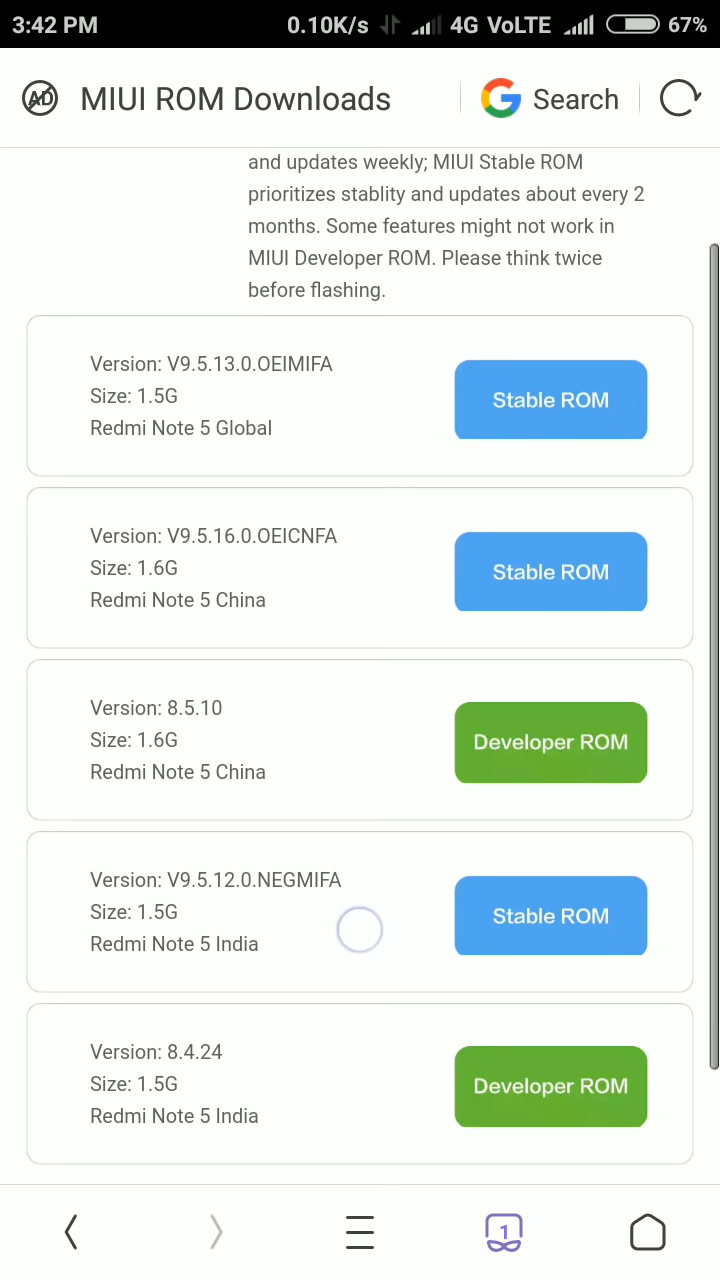 3:42 PM 0.10K/s 4G VoLTE 67%
AD MIUI ROM Downloads Search
and updates weekly; MIUI Stable ROM
prioritizes stablity and updates about every 2
months. Some features might not work in
MIUI Developer ROM. Please think twice
before flashing.
Version: V9.5.13.0.OEIMIFA
Size: 1.5G
Redmi Note 5 Global
Stable ROM
Version: V9.5.16.0.OEICNFA
Size: 1.6G
Redmi Note 5 China
Stable ROM
Version: 8.5.10
Size: 1.6G
Redmi Note 5 China
Developer ROM
Version: V9.5.12.0.NEGMIFA
Size: 1.5G
Redmi Note 5 India
Stable ROM
Version: 8.4.24
Size: 1.5G
Redmi Note 5 India
Developer ROM
1